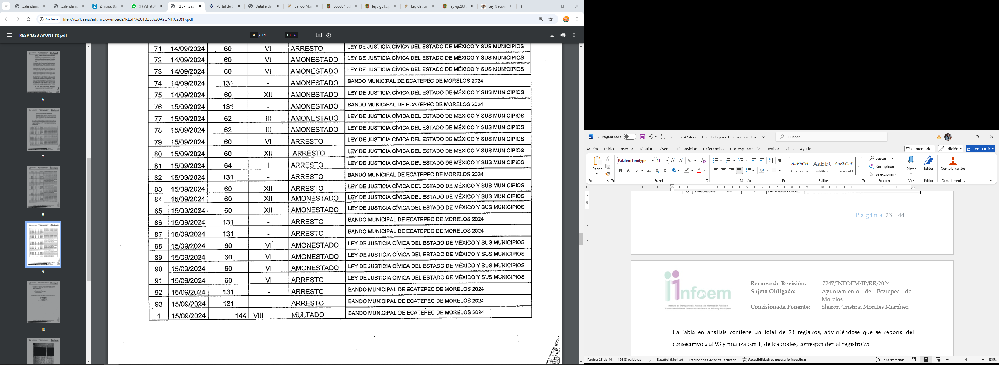 Calendario
Calendario
Zimbra: Ba
(1) WhatsA
RESP 1323
Portal de S
Detalle del
Bando Mu
bdo034.pd
leyvig015.p
Ley de Jus
leyvig283.
Ley Nacion
Archivo file:///C:/Users/arkin/Downloads/RESP%201323%20AYUNT%20(1).pdf
RESP 1323 AYUNT (1).pdf 9 / 14 183%
6
7
8
9
10
71 14/09/2024 60 VI ARRESTO LEY DE JUSTICIA CÍVICA DEL ESTADO DE MÉXICO Y SUS MUNICIPIOS
72 14/09/2024 60 VI AMONESTADO LEY DE JUSTICIA CÍVICA DEL ESTADO DE MÉXICO Y SUS MUNICIPIOS
73 14/09/2024 60 VI AMONESTADO LEY DE JUSTICIA CÍVICA DEL ESTADO DE MÉXICO Y SUS MUNICIPIOS
74 14/09/2024 131 - AMONESTADO BANDO MUNICIPAL DE ECATEPEC DE MORELOS 2024
75 14/09/2024 60 XII AMONESTADO LEY DE JUSTICIA CÍVICA DEL ESTADO DE MÉXICO Y SUS MUNICIPIOS
76 15/09/2024 131 - AMONESTADO BANDO MUNICIPAL DE ECATEPEC DE MORELOS 2024
77 15/09/2024 62 III AMONESTADO LEY DE JUSTICIA CÍVICA DEL ESTADO DE MÉXICO Y SUS MUNICIPIOS
78 15/09/2024 62 III AMONESTADO LEY DE JUSTICIA CÍVICA DEL ESTADO DE MÉXICO Y SUS MUNICIPIOS
79 15/09/2024 60 VI ARRESTO LEY DE JUSTICIA CÍVICA DEL ESTADO DE MÉXICO Y SUS MUNICIPIOS
80 15/09/2024 60 XII ARRESTO LEY DE JUSTICIA CÍVICA DEL ESTADO DE MÉXICO Y SUS MUNICIPIOS
81 15/09/2024 64 I ARRESTO LEY DE JUSTICIA CÍVICA DEL ESTADO DE MÉXICO Y SUS MUNICIPIOS
82 15/09/2024 131 - ARRESTO BANDO MUNICIPAL DE ECATEPEC DE MORELOS 2024
83 15/09/2024 60 XII ARRESTO LEY DE JUSTICIA CÍVICA DEL ESTADO DE MÉXICO Y SUS MUNICIPIOS
84 15/09/2024 60 XII AMONESTADO LEY DE JUSTICIA CÍVICA DEL ESTADO DE MÉXICO Y SUS MUNICIPIOS
85 15/09/2024 60 XII AMONESTADO LEY DE JUSTICIA CÍVICA DEL ESTADO DE MÉXICO Y SUS MUNICIPIOS
86 15/09/2024 131 - ARRESTO BANDO MUNICIPAL DE ECATEPEC DE MORELOS 2024
87 15/09/2024 131 - ARRESTO BANDO MUNICIPAL DE ECATEPEC DE MORELOS 2024
88 15/09/2024 60 VI AMONESTADO LEY DE JUSTICIA CÍVICA DEL ESTADO DE MÉXICO Y SUS MUNICIPIOS
89 15/09/2024 60 VI AMONESTADO LEY DE JUSTICIA CÍVICA DEL ESTADO DE MÉXICO Y SUS MUNICIPIOS
90 15/09/2024 60 VI AMONESTADO LEY DE JUSTICIA CÍVICA DEL ESTADO DE MÉXICO Y SUS MUNICIPIOS
91 15/09/2024 60 VI ARRESTO LEY DE JUSTICIA CÍVICA DEL ESTADO DE MÉXICO Y SUS MUNICIPIOS
92 15/09/2024 131 - ARRESTO BANDO MUNICIPAL DE ECATEPEC DE MORELOS 2024
93 15/09/2024 131 - ARRESTO BANDO MUNICIPAL DE ECATEPEC DE MORELOS 2024
1 15/09/2024 144 VIII MULTADO BANDO MUNICIPAL DE ECATEPEC DE MORELOS 2024
Autoguardado 7247.docx - Guardado por última vez por el us... Buscar
Archivo Inicio Insertar Dibujar Diseño Disposición Referencias Correspondencia Revisar Vista Ayuda Comentarios Edición Compartir
Palatino Linotype 11
Pegar
N K S
AaBbCcL AaBbC AaBbCcL
Cita textual Subtítulo Énfasis sutil
Buscar
Reemplazar
Seleccionar
Dictar Editor Complementos
Portapapeles Fuente Párrafo Estilos Edición Voz Editor Complementos
1 2 3 4 5 6 7 8 9 10 11 12 13 14 15
20
Página 23 | 44
infoem
Instituto de Transparencia, Acceso a la Información Pública y
Protección de Datos Personales del Estado de México y Municipios
Recurso de Revisión: 7247/INFOEM/IP/RR/2024
Sujeto Obligado: Ayuntamiento de Ecatepec de
Morelos
Comisionada Ponente: Sharon Cristina Morales Martínez
La tabla en análisis contiene un total de 93 registros, advirtiéndose que se reporta del
consecutivo 2 al 93 y finaliza con 1, de los cuales, corresponden al registro 75
Página 25 de 44 12683 palabras Español (México) Predicciones de texto: activado Accesibilidad: es necesario investigar Concentración 130%